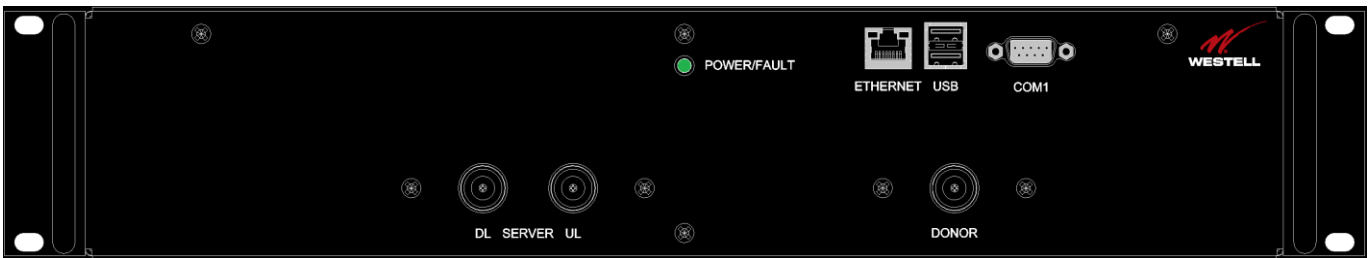 POWER/FAULT
ETHERNET USB COM1
WESTELL
DL SERVER UL
DONOR